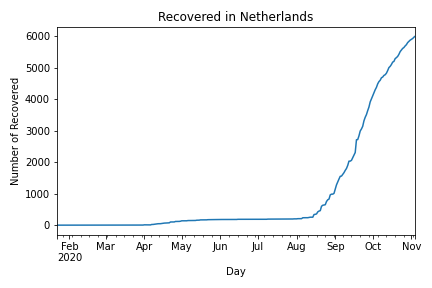 Recovered in Netherlands
Number of Recovered
6000
5000
4000
3000
2000
1000
0
Feb Mar Apr May Jun Jul Aug Sep Oct Nov
2020
Day